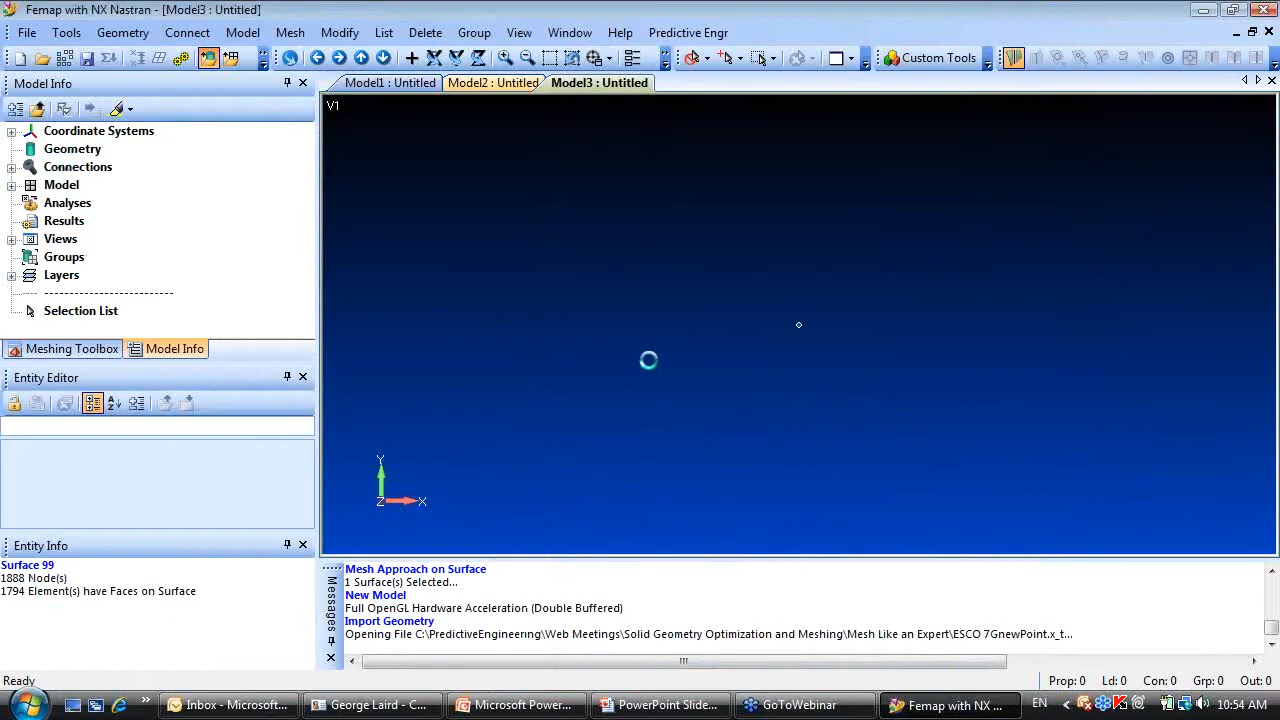 Femap with NX Nastran - [Model3 : Untitled]
File Tools Geometry Connect Model Mesh Modify List Delete Group View Window Help Predictive Engr
Custom Tools
Model Info
Model1 : Untitled Model2 : Untitled Model3 : Untitled
V1
Coordinate Systems
Geometry
Connections
Model
Analyses
Results
Views
Groups
Layers
Selection List
Meshing Toolbox Model Info
Entity Editor
Y
Z X
Entity Info
Surface 99
1888 Node(s)
1794 Element(s) have Faces on Surface
Messages
Mesh Approach on Surface
1 Surface(s) Selected...
New Model
Full OpenGL Hardware Acceleration (Double Buffered)
Import Geometry
Opening File C:\PredictiveEngineering\Web Meetings\Solid Geometry Optimization and Meshing\Mesh Like an Expert\ESCO 7GnewPoint.x_t...
Ready
Prop: 0 Ld: 0 Con: 0 Grp: 0 Out: 0
Inbox - Microsoft... George Laird - C... Microsoft Power... PowerPoint Slide... GoToWebinar Femap with NX ... EN 10:54 AM